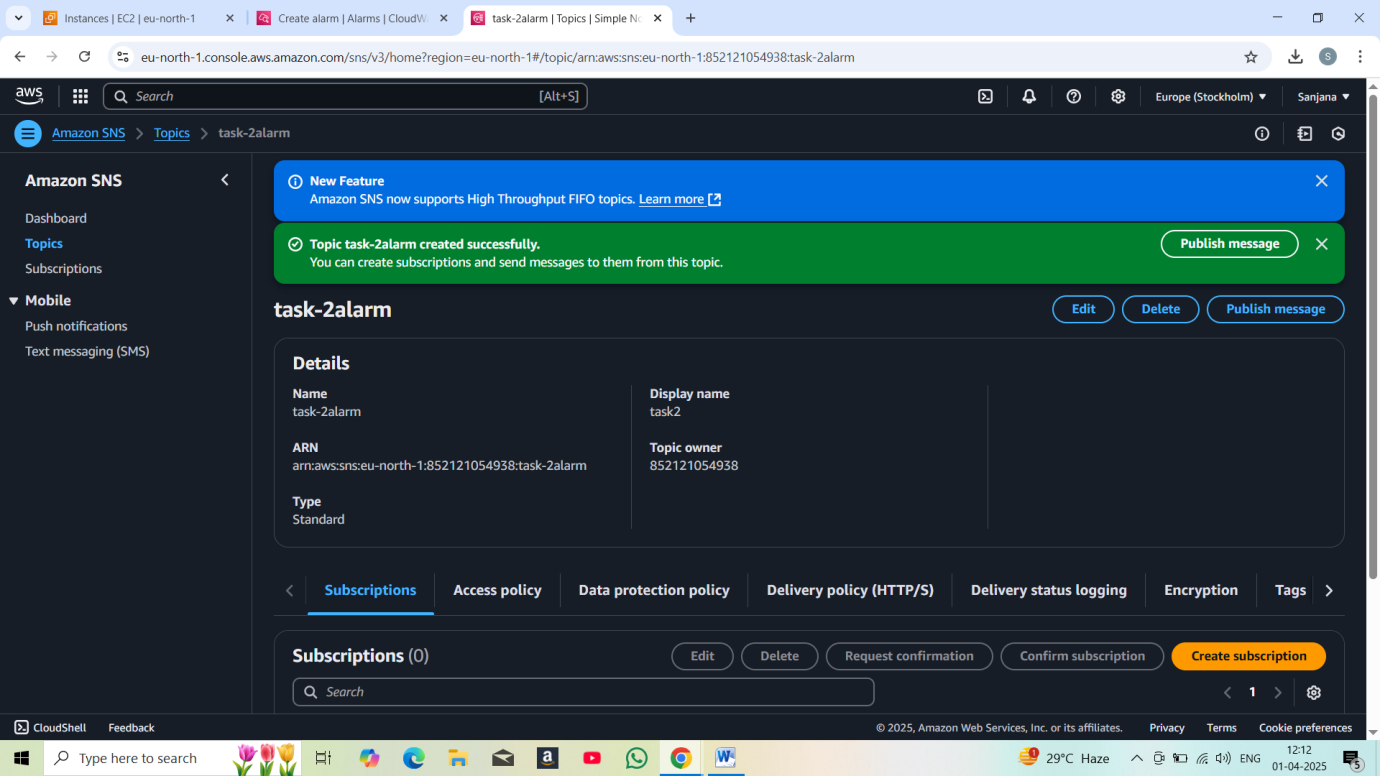 Instances | EC2 | eu-north-1
Create alarm | Alarms | CloudWa
task-2alarm | Topics | Simple No
eu-north-1.console.aws.amazon.com/sns/v3/home?region=eu-north-1#/topic/arn:aws:sns:eu-north-1:852121054938:task-2alarm
S
aws
Search
[Alt+S]
Europe (Stockholm)
Sanjana
Amazon SNS
Topics
task-2alarm
Amazon SNS
Dashboard
Topics
Subscriptions
Mobile
Push notifications
Text messaging (SMS)
New Feature
Amazon SNS now supports High Throughput FIFO topics. Learn more
Topic task-2alarm created successfully.
You can create subscriptions and send messages to them from this topic.
Publish message
task-2alarm
Edit
Delete
Publish message
Details
Name
task-2alarm
ARN
arn:aws:sns:eu-north-1:852121054938:task-2alarm
Type
Standard
Display name
task2
Topic owner
852121054938
Subscriptions
Access policy
Data protection policy
Delivery policy (HTTP/S)
Delivery status logging
Encryption
Tags
Subscriptions (0)
Edit
Delete
Request confirmation
Confirm subscription
Create subscription
Search
1
CloudShell
Feedback
© 2025, Amazon Web Services, Inc. or its affiliates.
Privacy
Terms
Cookie preferences
Type here to search
1
29°C Haze
ENG
12:12
01-04-2025
5